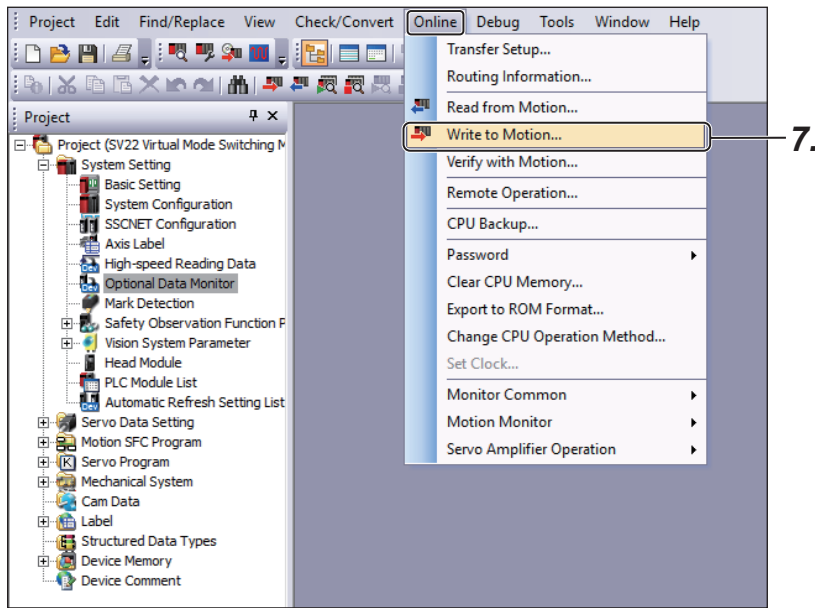 Project Edit Find/Replace View Check/Convert Online Debug Tools Window Help
Project
Project (SV22 Virtual Mode Switching M
System Setting
Basic Setting
System Configuration
SSCNET Configuration
Axis Label
High-speed Reading Data
Optional Data Monitor
Mark Detection
Safety Observation Function P
Vision System Parameter
Head Module
PLC Module List
Automatic Refresh Setting List
Servo Data Setting
Motion SFC Program
Servo Program
Mechanical System
Cam Data
Label
Structured Data Types
Device Memory
Device Comment
Transfer Setup...
Routing Information...
Read from Motion...
Write to Motion...
Verify with Motion...
Remote Operation...
CPU Backup...
Password
Clear CPU Memory...
Export to ROM Format...
Change CPU Operation Method...
Set Clock...
Monitor Common
Motion Monitor
Servo Amplifier Operation
7.